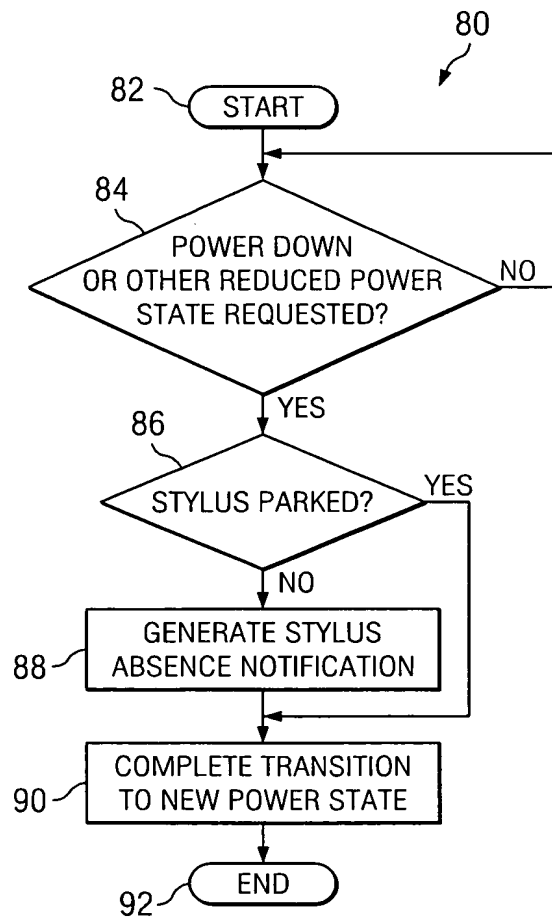 80
82
START
84
POWER DOWN
OR OTHER REDUCED POWER
STATE REQUESTED?
NO
YES
86
STYLUS PARKED?
YES
NO
88
GENERATE STYLUS
ABSENCE NOTIFICATION
90
COMPLETE TRANSITION
TO NEW POWER STATE
92
END